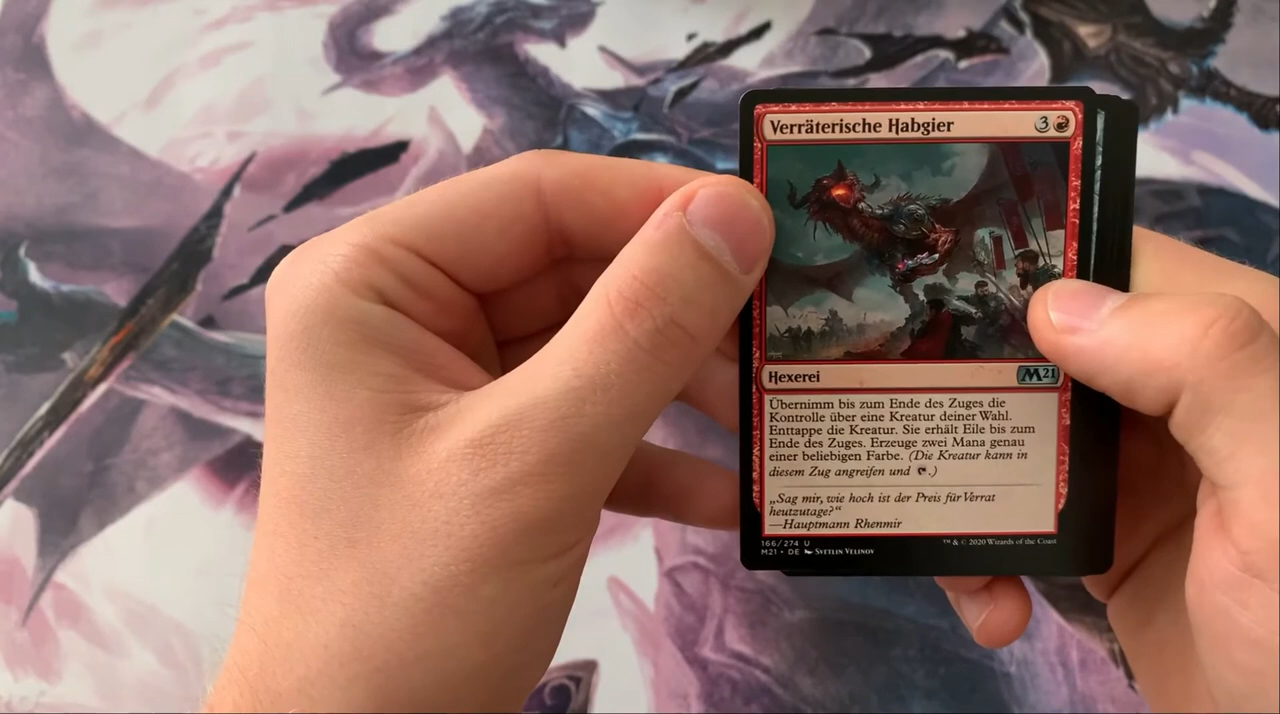 Verräterische Habgier 3
Hexerei M21
Übernimm bis zum Ende des Zuges die
Kontrolle über eine Kreatur deiner Wahl.
Enttappe die Kreatur. Sie erhält Eile bis zum
Ende des Zuges. Erzeuge zwei Mana genau
einer beliebigen Farbe. (Die Kreatur kann in
diesem Zug angreifen und .)
„Sag mir, wie hoch ist der Preis für Verrat
heutzutage?“
—Hauptmann Rhenmir
166/274 U ™ & © 2020 Wizards of the Coast
M21 • DE Svetlin Velinov